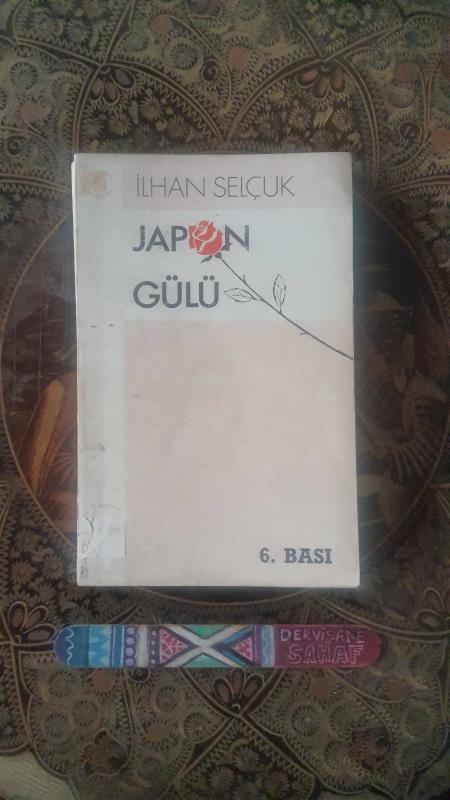 İLHAN SELÇUK
JAPON
GÜLÜ
6. BASI
DERVİŞANE
SAHAF